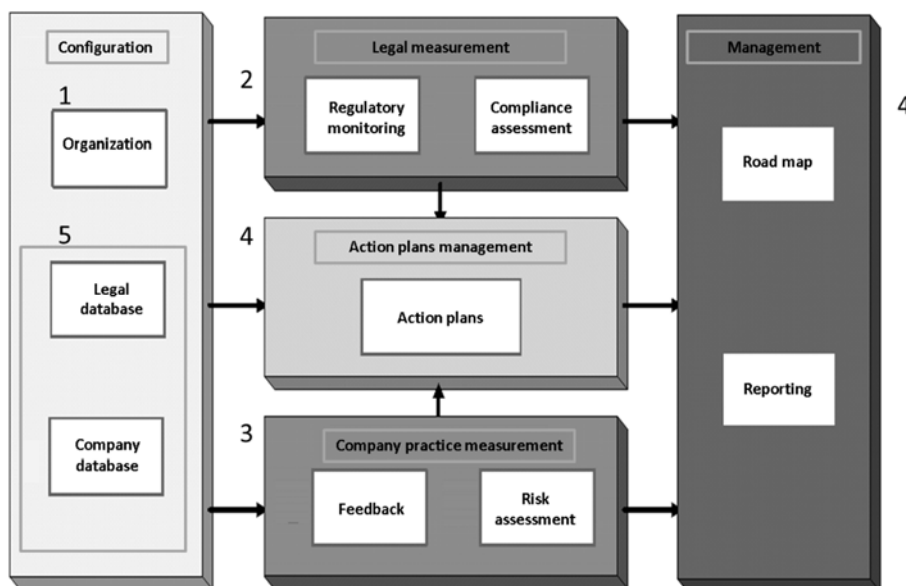 Configuration
1
Organization
5
Legal
database
Company
database
2
Legal measurement
Regulatory
monitoring
Compliance
assessment
4
Action plans management
Action plans
3
Company practice measurement
Feedback
Risk
assessment
Management
4
Road map
Reporting